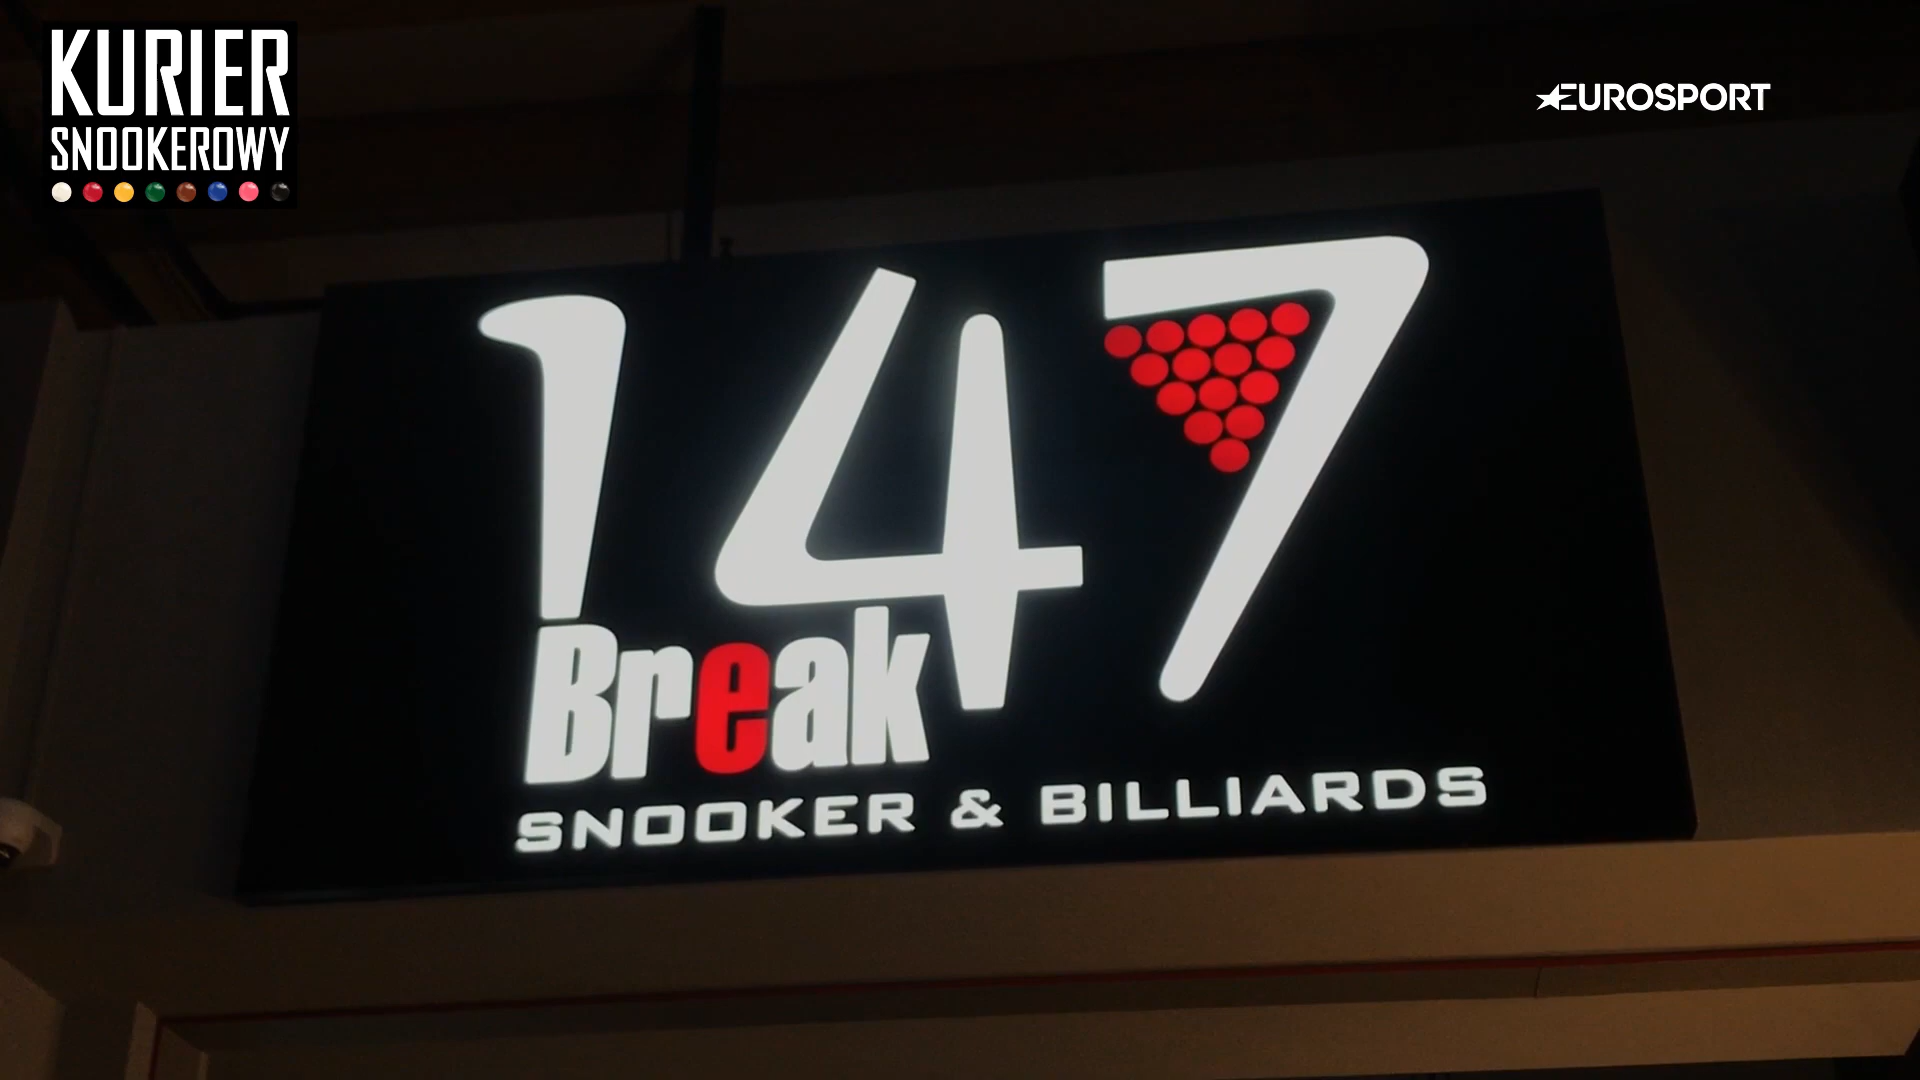 KURIER
SNOOKEROWY
EUROSPORT
147
Break
SNOOKER & BILLIARDS